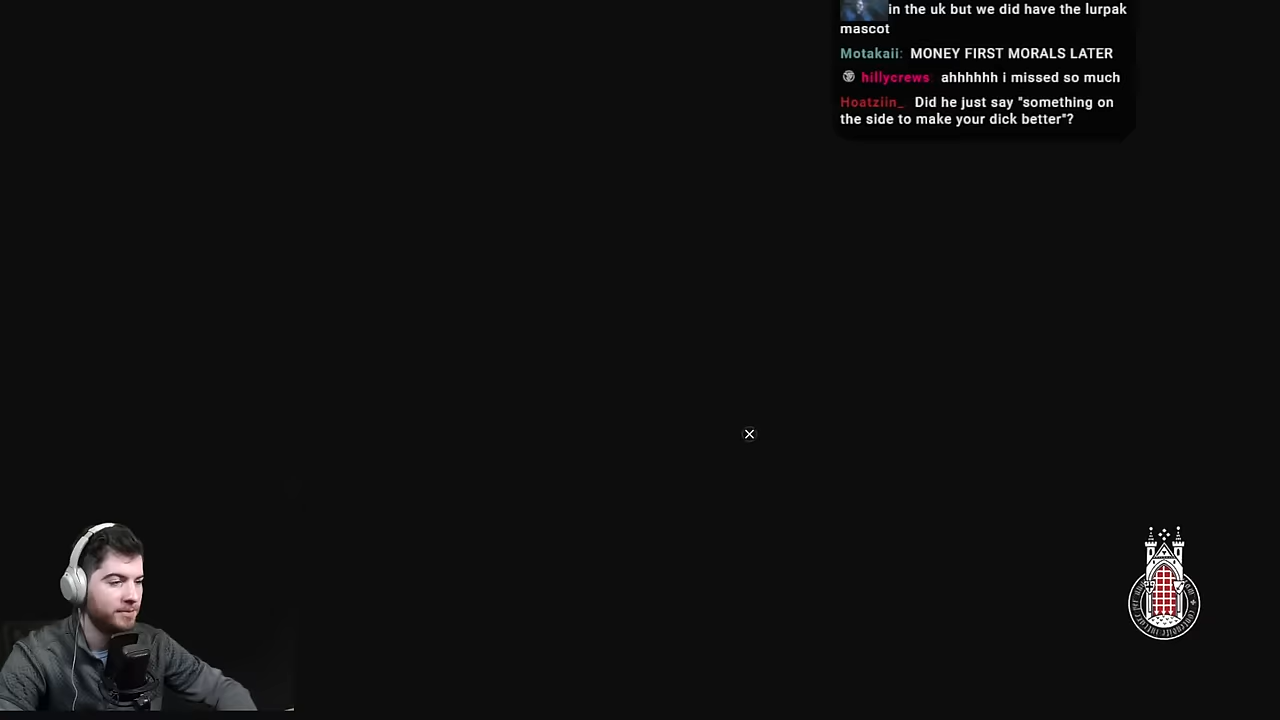 in the uk but we did have the lurpak
mascot
Motakaii: MONEY FIRST MORALS LATER
hillycrews: ahhhhhh i missed so much
Hoatziin_: Did he just say "something on
the side to make your dick better"?